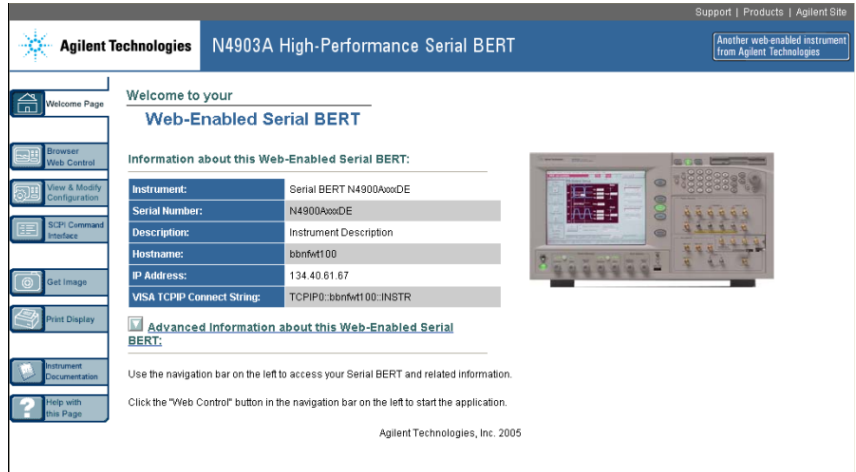 Support | Products | Agilent Site
Agilent Technologies
N4903A High-Performance Serial BERT
Another web-enabled instrument
from Agilent Technologies
Welcome Page
Browser
Web Control
View & Modify
Configuration
SCPI Command
Interface
Get Image
Print Display
Instrument
Documentation
Help with
this Page
Welcome to your
Web-Enabled Serial BERT
Information about this Web-Enabled Serial BERT:
Instrument: Serial BERT N4900AxxxDE
Serial Number: N4900AxxxDE
Description: Instrument Description
Hostname: bbnfwt100
IP Address: 134.40.61.67
VISA TCPIP Connect String: TCPIP0::bbnfwt100::INSTR
Advanced Information about this Web-Enabled Serial
BERT:
Use the navigation bar on the left to access your Serial BERT and related information.
Click the "Web Control" button in the navigation bar on the left to start the application.
Agilent Technologies, Inc. 2005